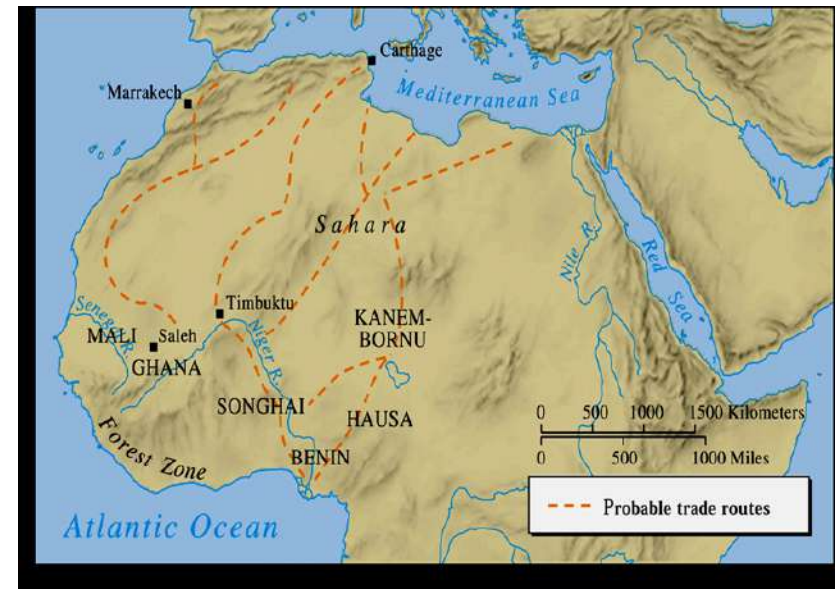 Carthage
Marrakech
Mediterranean Sea
Sahara
Nile R.
Red Sea
Timbuktu
Senegal R.
MALI
Saleh
GHANA
Niger R.
KANEM-
BORNU
SONGHAI
HAUSA
BENIN
Forest Zone
Atlantic Ocean
0 500 1000 1500 Kilometers
0 500 1000 Miles
Probable trade routes